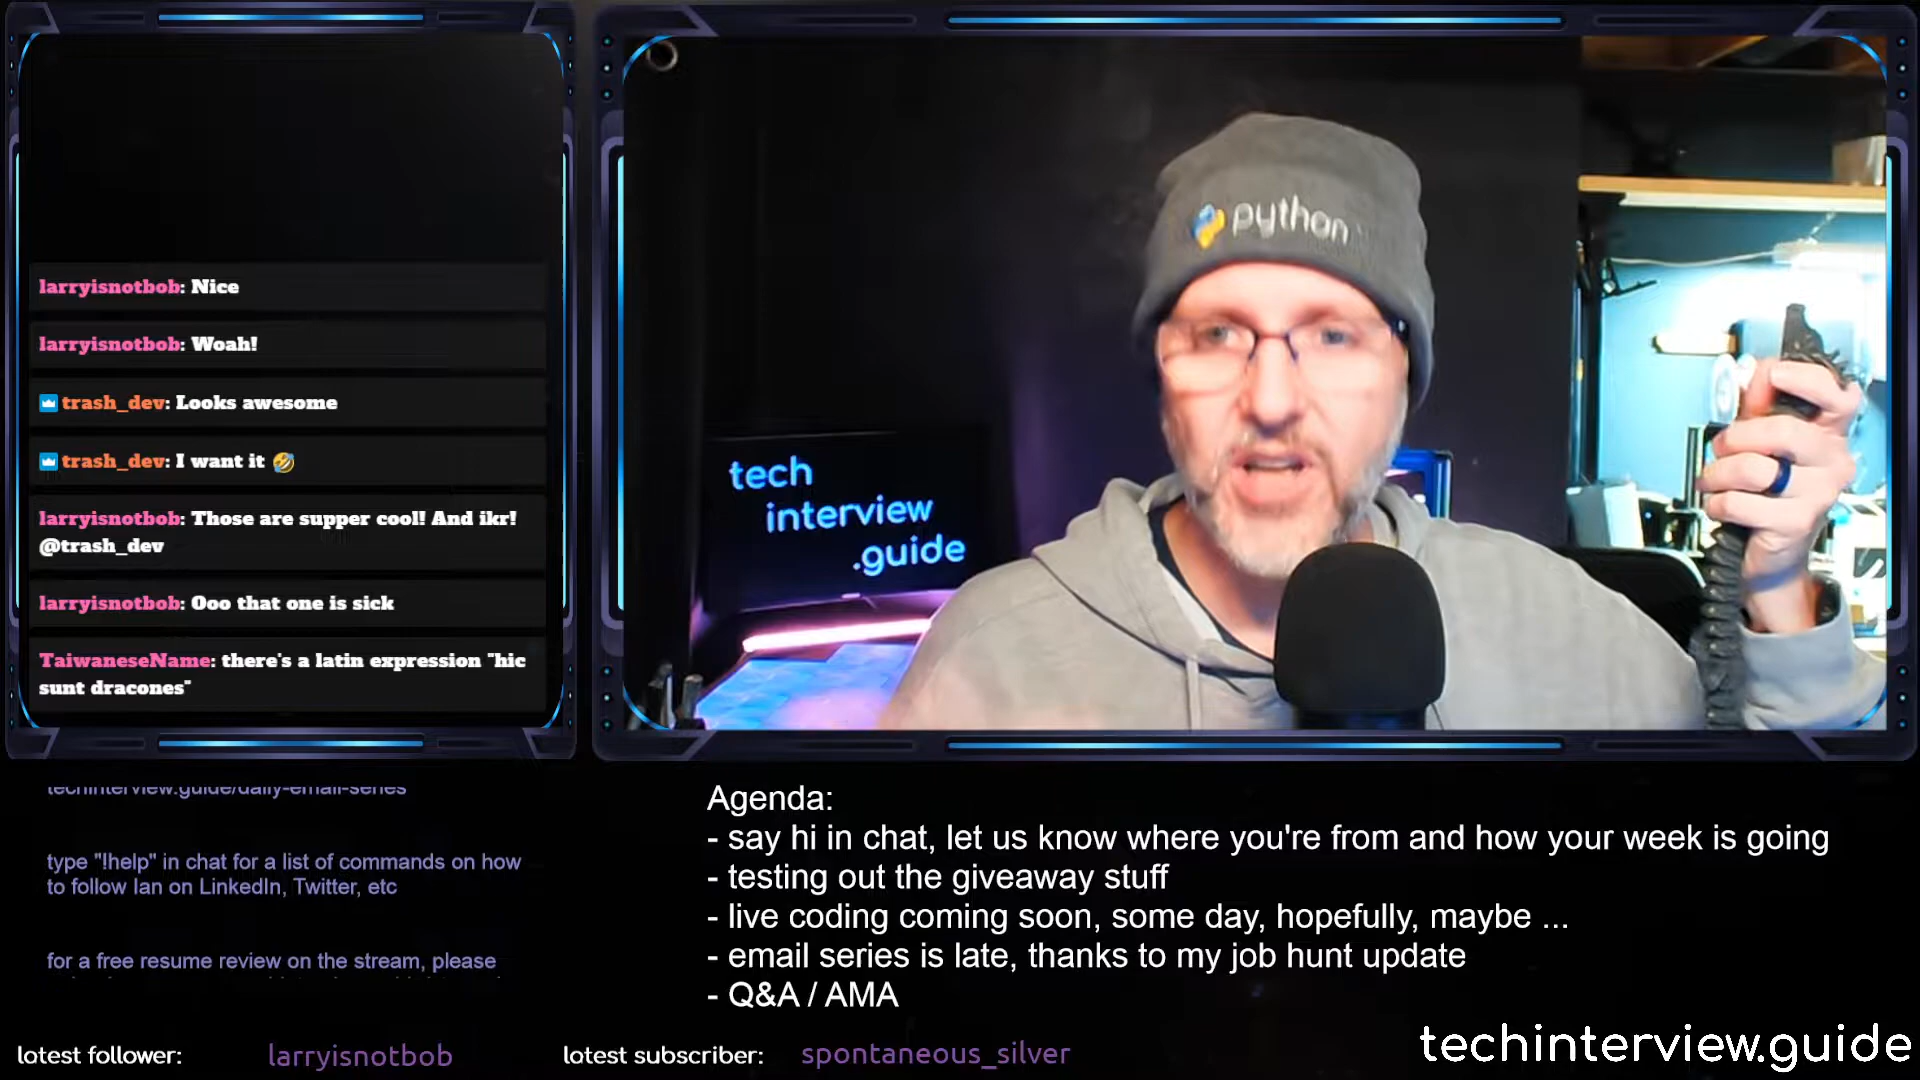 larryisnotbob: Nice
larryisnotbob: Woah!
trash_dev: Looks awesome
trash_dev: I want it 🤣
larryisnotbob: Those are supper cool! And ikr!
@trash_dev
larryisnotbob: Ooo that one is sick
TaiwaneseName: there's a latin expression "hic
sunt dracones"
python
tech
interview
.guide
techinterview.guide/daily-email-series
type "!help" in chat for a list of commands on how
to follow Ian on LinkedIn, Twitter, etc
for a free resume review on the stream, please
Agenda:
- say hi in chat, let us know where you're from and how your week is going
- testing out the giveaway stuff
- live coding coming soon, some day, hopefully, maybe ...
- email series is late, thanks to my job hunt update
- Q&A / AMA
latest follower: larryisnotbob
latest subscriber: spontaneous_silver
techinterview.guide